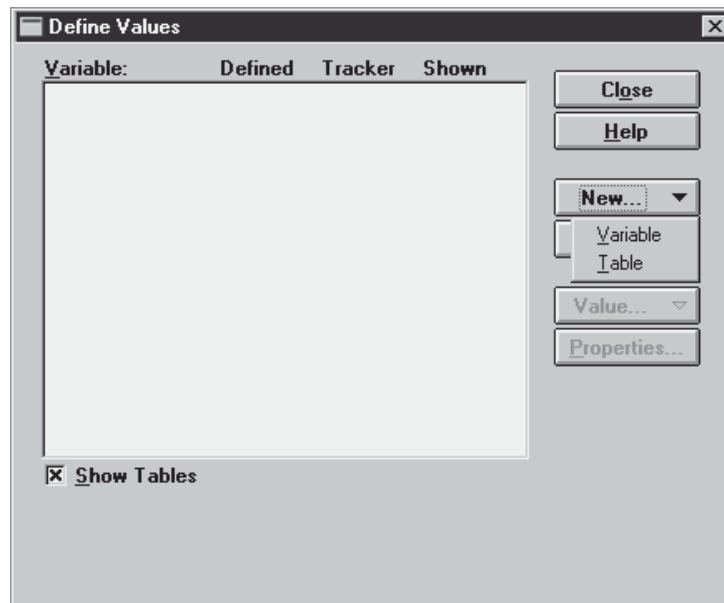 Define Values
Variable: Defined Tracker Shown
Close
Help
New...
Variable
Table
Value...
Properties...
Show Tables